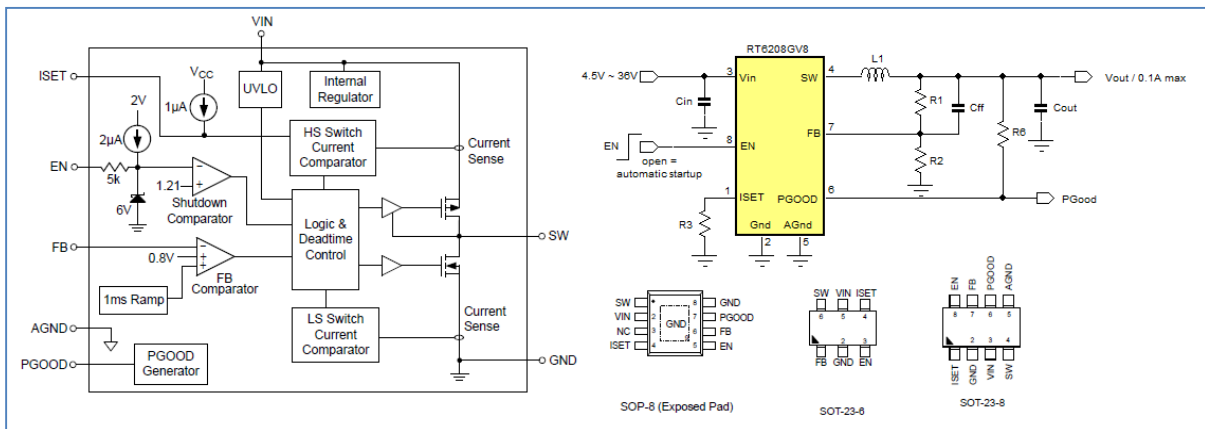 VIN
ISET
VCC
1µA
UVLO
Internal
Regulator
2V
2µA
HS Switch
Current
Comparator
Current
Sense
EN
5k
1.21
6V
Shutdown
Comparator
Logic &
Deadtime
Control
SW
FB
0.8V
FB
Comparator
1ms Ramp
Current
Sense
LS Switch
Current
Comparator
AGND
PGOOD
PGOOD
Generator
GND
RT6208GV8
4.5V ~ 36V
3
Vin
SW
4
L1
Vout / 0.1A max
Cin
R1
Cff
Cout
FB
7
R2
R6
EN
8
EN
open =
automatic startup
1
ISET
PGOOD
6
PGood
R3
Gnd
AGnd
2
5
SW
VIN
2
NC
3
ISET
4
GND
8
GND
7
PGOOD
6
FB
5
EN
SOP-8 (Exposed Pad)
SW VIN ISET
6 5 4
2 3
FB GND EN
SOT-23-6
EN FB PGOOD AGND
8 7 6 5
2 3 4
ISET GND VIN SW
SOT-23-8